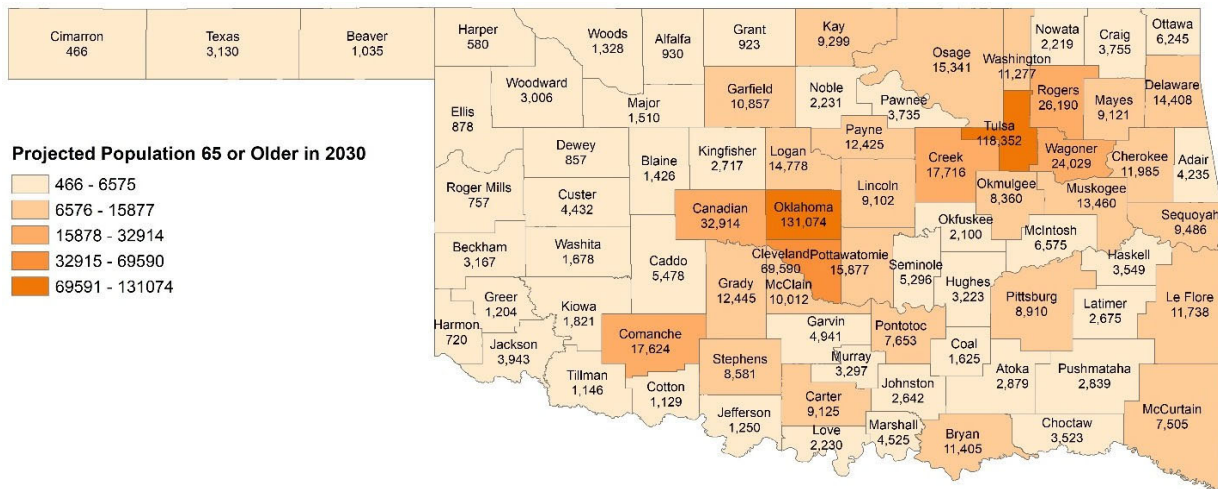 Cimarron
466
Texas
3,130
Beaver
1,035
Harper
580
Woods
1,328
Alfalfa
930
Grant
923
Kay
9,299
Osage
15,341
Washington
11,277
Nowata
2,219
Craig
3,755
Ottawa
6,245
Ellis
878
Woodward
3,006
Major
1,510
Garfield
10,857
Noble
2,231
Pawnee
3,735
Tulsa
118,352
Rogers
26,190
Mayes
9,121
Delaware
14,408
Projected Population 65 or Older in 2030
466 - 6575
6576 - 15877
15878 - 32914
32915 - 69590
69591 - 131074
Roger Mills
757
Dewey
857
Custer
4,432
Blaine
1,426
Kingfisher
2,717
Logan
14,778
Payne
12,425
Creek
17,716
Wagoner
24,029
Cherokee
11,985
Adair
4,235
Beckham
3,167
Washita
1,678
Caddo
5,478
Canadian
32,914
Oklahoma
131,074
Lincoln
9,102
Okfuskee
2,100
Okmulgee
8,360
Muskogee
13,460
McIntosh
6,575
Sequoyah
9,486
Greer
1,204
Harmon
720
Jackson
3,943
Kiowa
1,821
Comanche
17,624
Grady
12,445
Cleveland
69,590
McClain
10,012
Pottawatomie
15,877
Seminole
5,296
Hughes
3,223
Pittsburg
8,910
Haskell
3,549
Latimer
2,675
Le Flore
11,738
Tillman
1,146
Cotton
1,129
Stephens
8,581
Garvin
4,941
Murray
3,297
Pontotoc
7,653
Coal
1,625
Atoka
2,879
Pushmataha
2,839
McCurtain
7,505
Jefferson
1,250
Carter
9,125
Love
2,230
Johnston
2,642
Marshall
4,525
Bryan
11,405
Choctaw
3,523